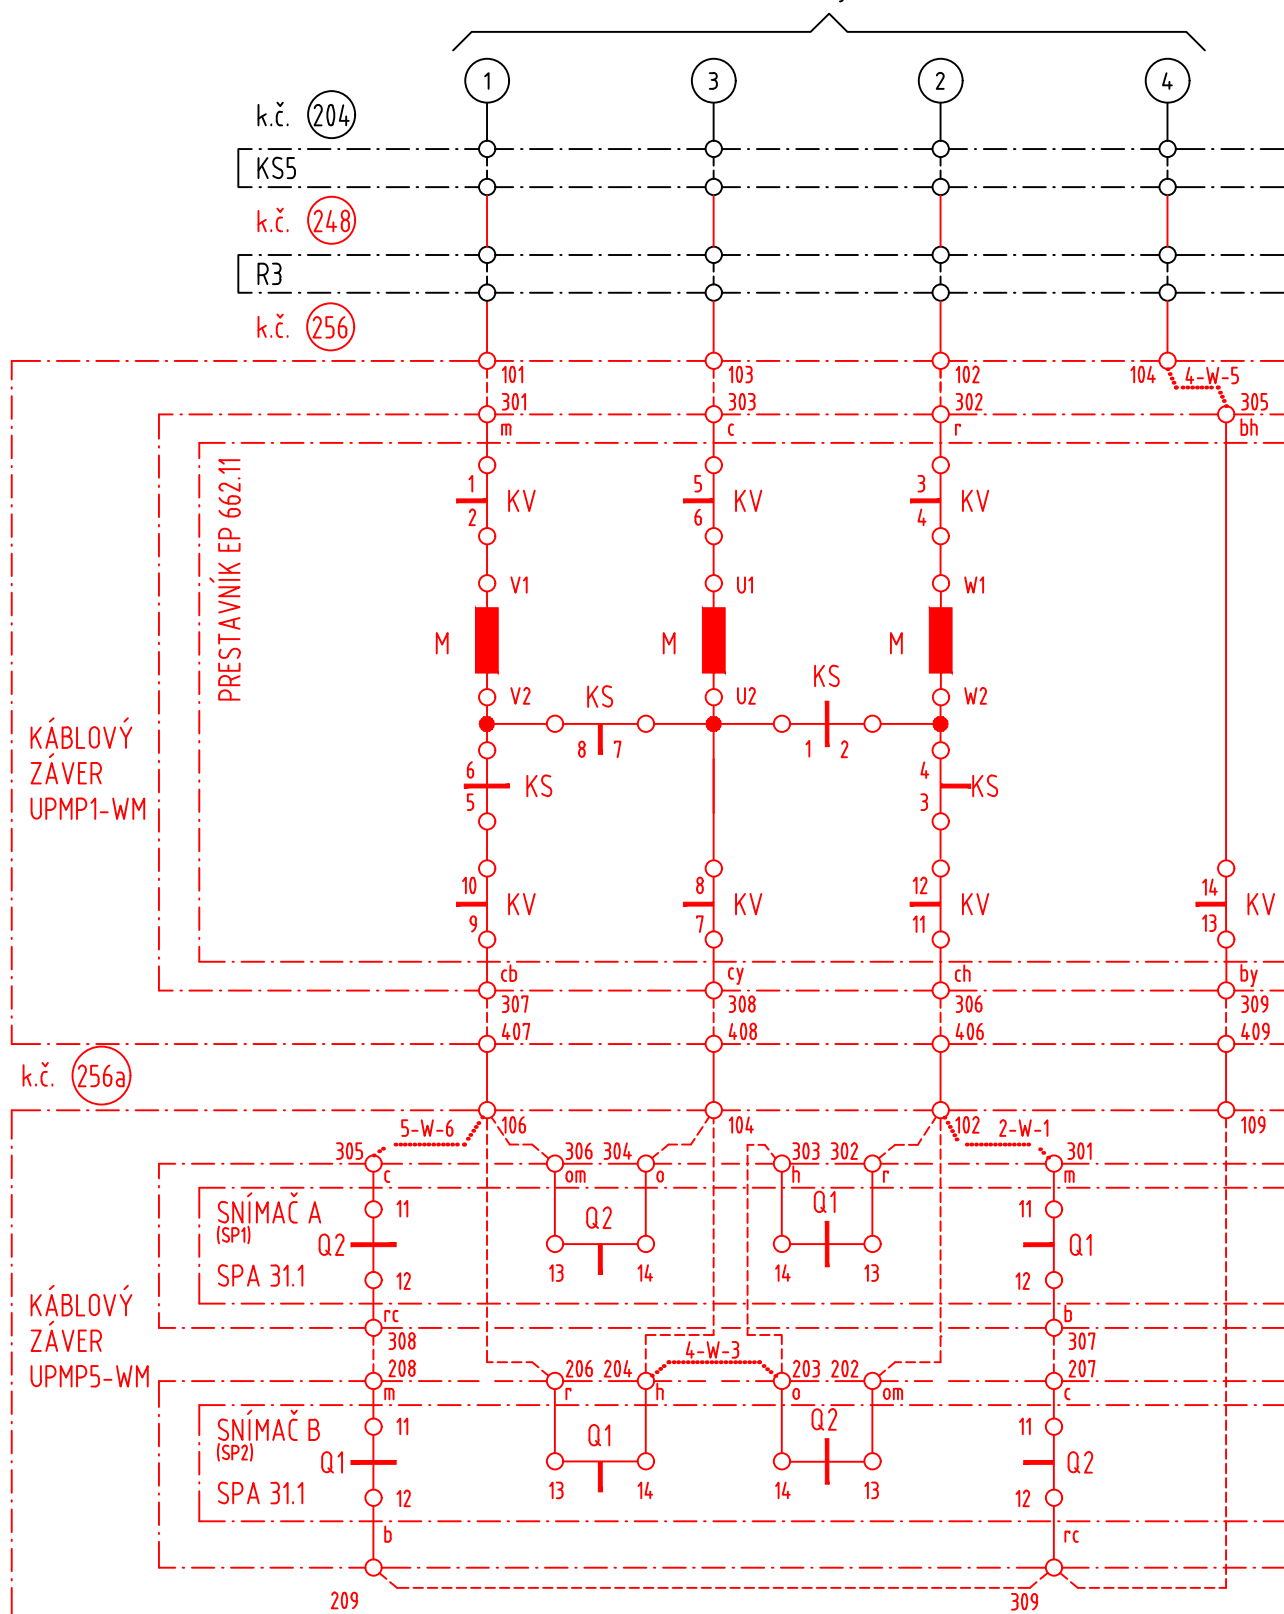 1 3 2 4
k.č. 204
KS5
k.č. 248
R3
k.č. 256
101 103 102 104 4-W-5
301 303 302 305
m c r bh
PRESTAVNÍK EP 662.11
1 KV 5 KV 3 KV
2 6 4
V1 U1 W1
M M M
V2 KS U2 KS W2
8 7 1 2
KÁBLOVÝ
ZÁVER
UPMP1-WM
6 KS 4 KS
5 3
10 KV 8 KV 12 KV 14 KV
9 7 11 13
cb cy ch by
307 308 306 309
407 408 406 409
k.č. 256a
106 104 102 109
5-W-6 2-W-1
305 306 304 303 302 301
c om o h r m
SNÍMAČ A
(SP1)
SPA 31.1
11 Q2 Q1 11
Q2 Q1
12 13 14 14 13 12
rc b
308 307
KÁBLOVÝ
ZÁVER
UPMP5-WM
4-W-3
208 206 204 203 202 207
m r h o om c
SNÍMAČ B
(SP2)
SPA 31.1
11 Q1 Q2 11
Q1 Q2
12 13 14 14 13 12
b rc
209 309